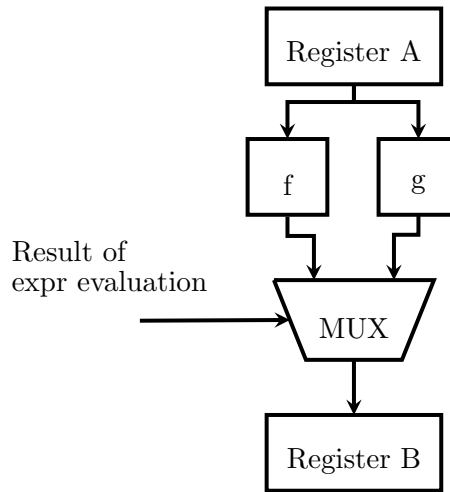 Register A
f
g
Result of
expr evaluation
MUX
Register B